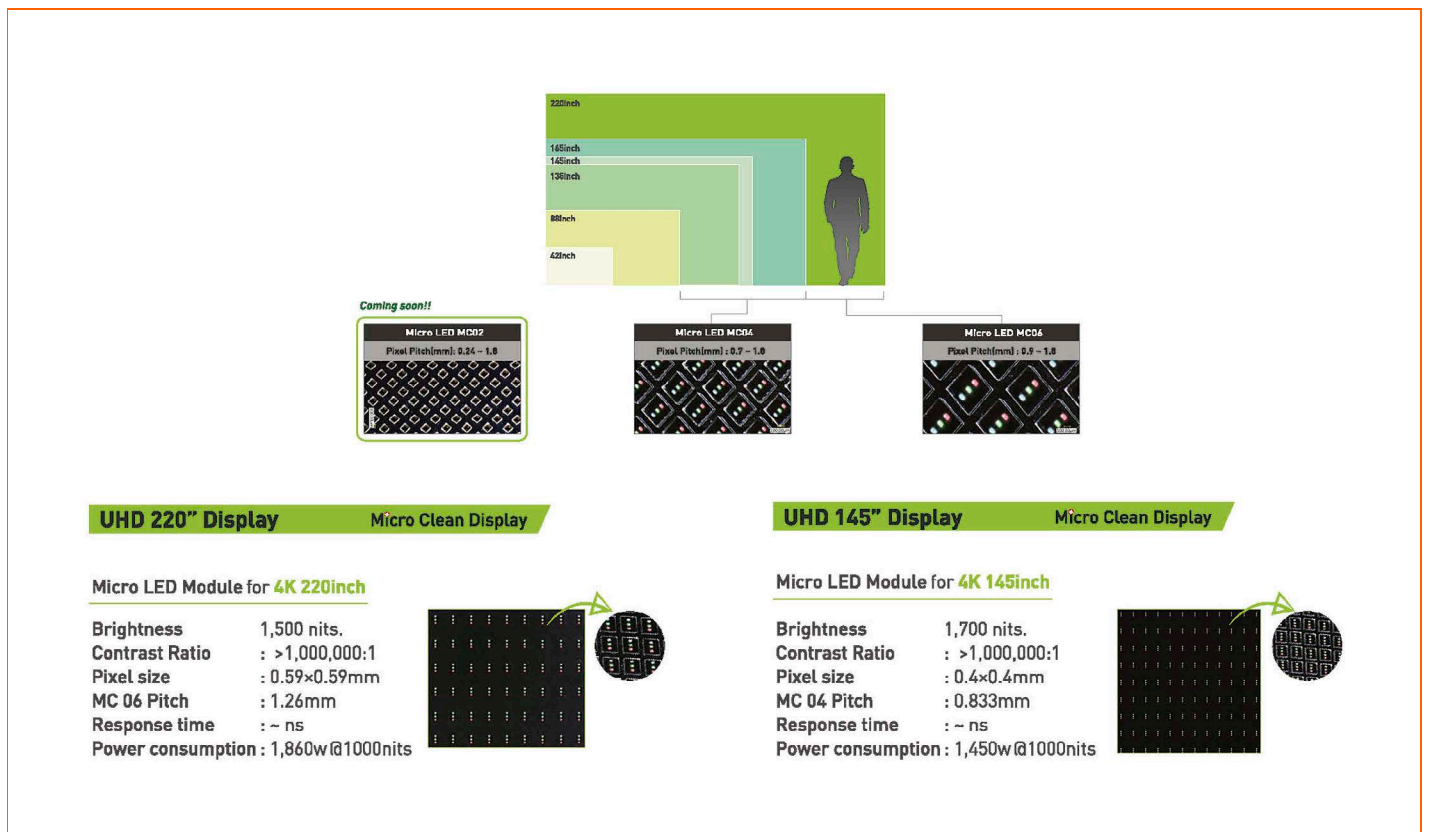 220inch
165inch
145inch
136inch
88inch
42inch
Coming soon!!
Micro LED MC02
Pixel Pitch(mm): 0.24 ~ 1.8
Micro LED MC04
Pixel Pitch(mm) : 0.7 ~ 1.8
Micro LED MC06
Pixel Pitch(mm) : 0.9 ~ 1.8
UHD 220” Display
Micro Clean Display
Micro LED Module for 4K 220inch
Brightness 1,500 nits.
Contrast Ratio : >1,000,000:1
Pixel size : 0.59×0.59mm
MC 06 Pitch : 1.26mm
Response time : ~ ns
Power consumption : 1,860w@1000nits
UHD 145” Display
Micro Clean Display
Micro LED Module for 4K 145inch
Brightness 1,700 nits.
Contrast Ratio : >1,000,000:1
Pixel size : 0.4×0.4mm
MC 04 Pitch : 0.833mm
Response time : ~ ns
Power consumption : 1,450w@1000nits